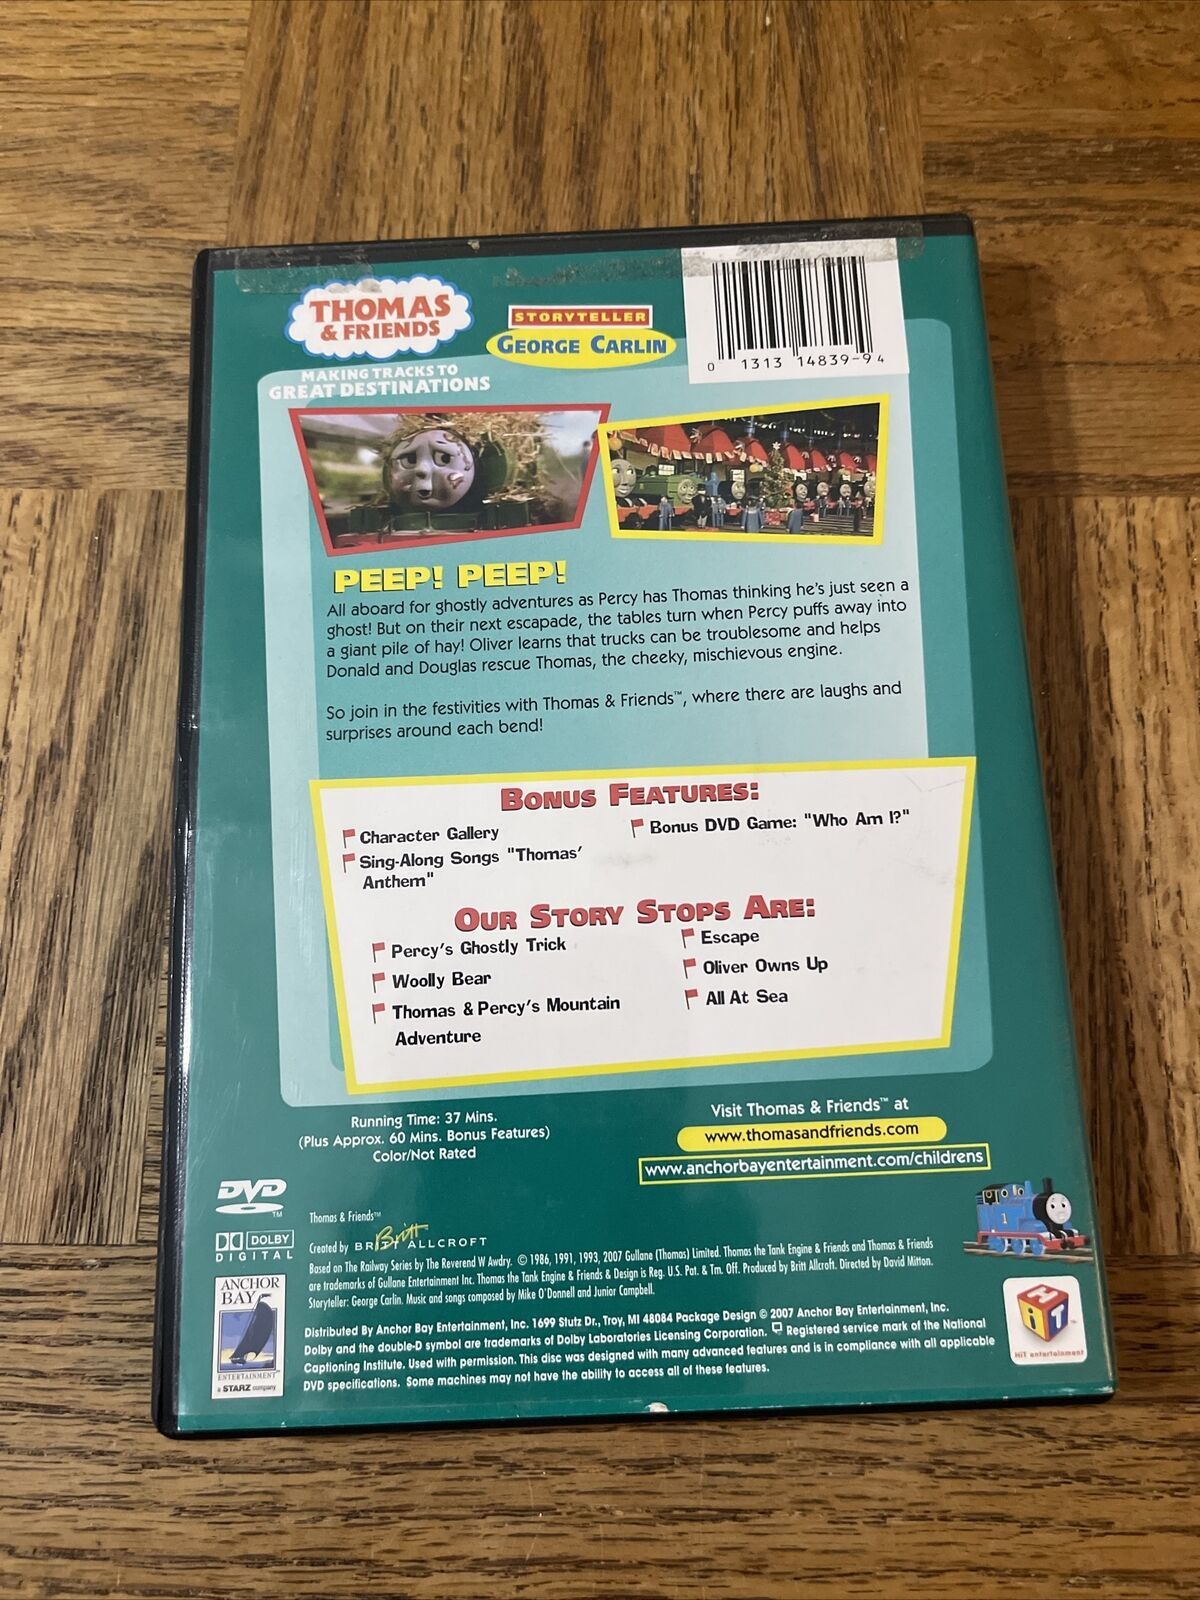 THOMAS
& FRIENDS
STORYTELLER
GEORGE CARLIN
0 1313 14839-9 4
MAKING TRACKS TO
GREAT DESTINATIONS
PEEP! PEEP!
All aboard for ghostly adventures as Percy has Thomas thinking he's just seen a
ghost! But on their next escapade, the tables turn when Percy puffs away into
a giant pile of hay! Oliver learns that trucks can be troublesome and helps
Donald and Douglas rescue Thomas, the cheeky, mischievous engine.
So join in the festivities with Thomas & Friends™, where there are laughs and
surprises around each bend!
BONUS FEATURES:
Character Gallery
Sing-Along Songs "Thomas'
Anthem"
Bonus DVD Game: "Who Am I?"
OUR STORY STOPS ARE:
Percy's Ghostly Trick
Woolly Bear
Thomas & Percy's Mountain
Adventure
Escape
Oliver Owns Up
All At Sea
Running Time: 37 Mins.
(Plus Approx. 60 Mins. Bonus Features)
Color/Not Rated
Visit Thomas & Friends™ at
www.thomasandfriends.com
www.anchorbayentertainment.com/childrens
DVD™
DOLBY
DIGITAL
ANCHOR
BAY
ENTERTAINMENT
a STARZ company
1
Thomas & Friends™
Created by BRITT ALLCROFT
Britt
Based on The Railway Series by The Reverend W Awdry. © 1986, 1991, 1993, 2007 Gullane (Thomas) Limited. Thomas the Tank Engine & Friends and Thomas & Friends
are trademarks of Gullane Entertainment Inc. Thomas the Tank Engine & Friends & Design is Reg. U.S. Pat. & Tm. Off. Produced by Britt Allcroft. Directed by David Mitton.
Storyteller: George Carlin. Music and songs composed by Mike O'Donnell and Junior Campbell.
Distributed By Anchor Bay Entertainment, Inc. 1699 Stutz Dr., Troy, MI 48084 Package Design © 2007 Anchor Bay Entertainment, Inc.
Dolby and the double-D symbol are trademarks of Dolby Laboratories Licensing Corporation. Registered service mark of the National
Captioning Institute. Used with permission. This disc was designed with many advanced features and is in compliance with all applicable
DVD specifications. Some machines may not have the ability to access all of these features.
HiT
HiT entertainment